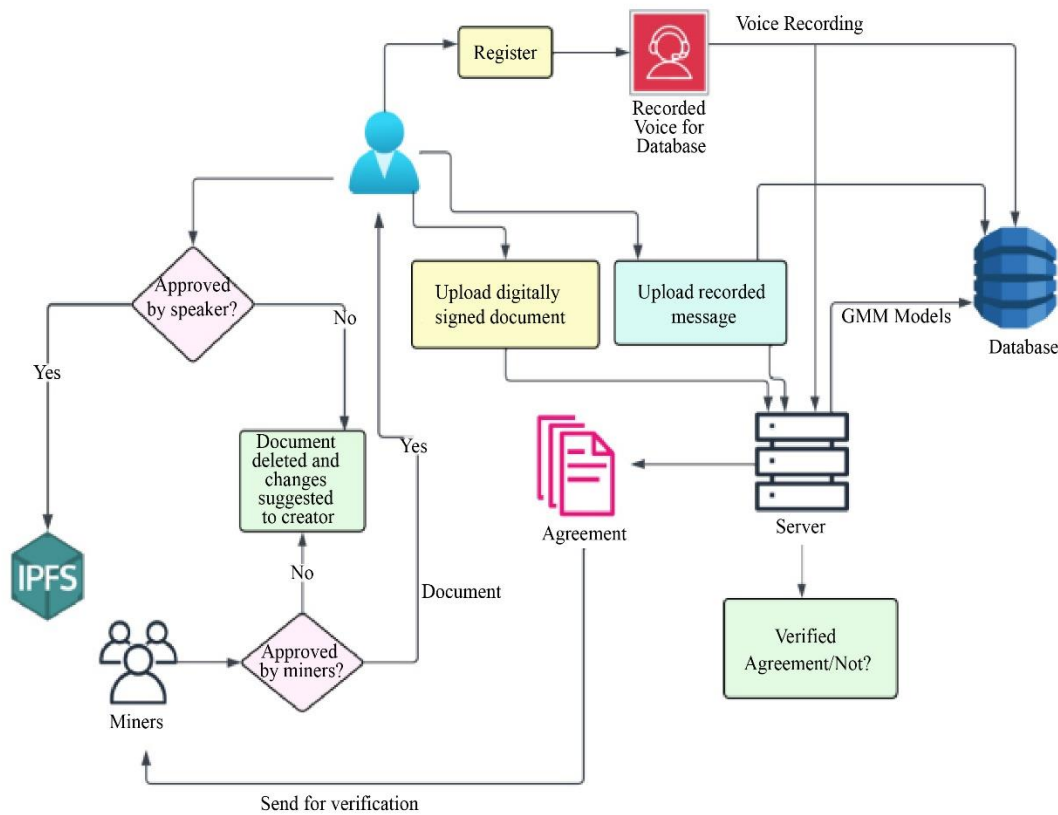 Voice Recording
Register
Recorded
Voice for
Database
Approved
by speaker?
Upload digitally
signed document
Upload recorded
message
No
GMM Models
Database
Yes
Yes
Document
deleted and
changes
suggested
to creator
Agreement
Server
IPFS
No
Document
Approved
by miners?
Verified
Agreement/Not?
Miners
Send for verification